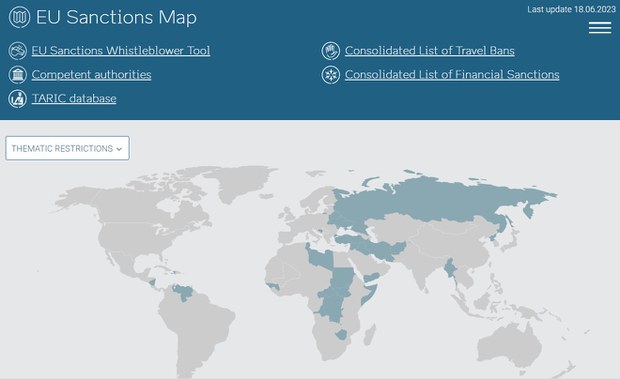 Last update 18.06.2023
EU Sanctions Map
EU Sanctions Whistleblower Tool
Consolidated List of Travel Bans
Competent authorities
Consolidated List of Financial Sanctions
TARIC database
THEMATIC RESTRICTIONS